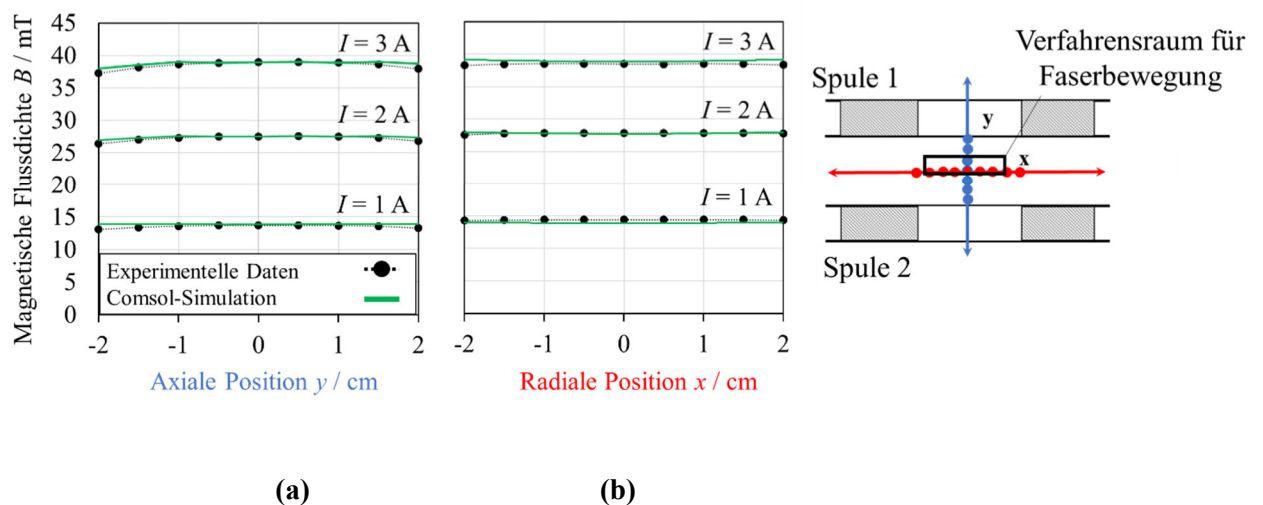 Magnetische Flussdichte B / mT
45
40
35
30
25
20
15
10
5
0
I = 3 A
I = 2 A
I = 1 A
Experimentelle Daten
Comsol-Simulation
-2 -1 0 1 2
Axiale Position y / cm
(a)
I = 3 A
I = 2 A
I = 1 A
-2 -1 0 1 2
Radiale Position x / cm
(b)
Verfahrensraum für
Faserbewegung
Spule 1
y
x
Spule 2